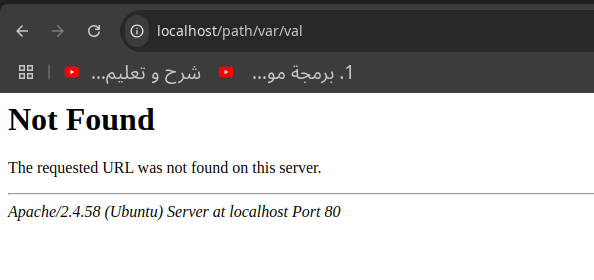 localhost/path/var/val
شرح و تعليم...
1. برمجة مو...
Not Found
The requested URL was not found on this server.
Apache/2.4.58 (Ubuntu) Server at localhost Port 80